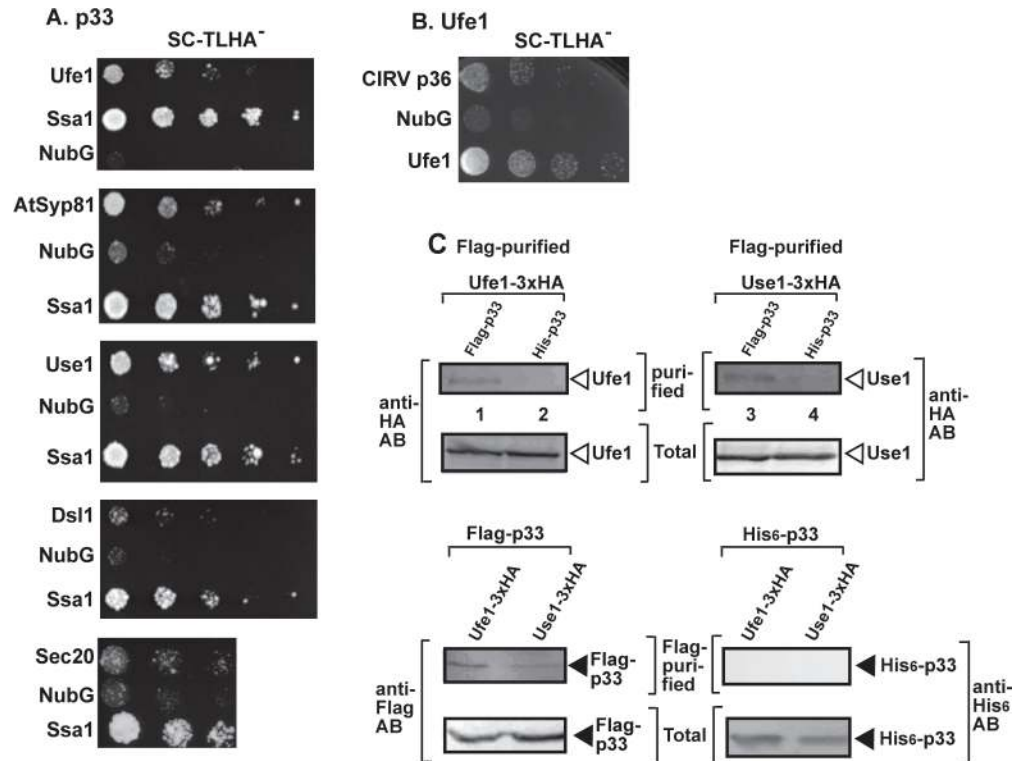 A. p33
SC-TLHA-
Ufe1
Ssa1
NubG
AtSyp81
NubG
Ssa1
Use1
NubG
Ssa1
Dsl1
NubG
Ssa1
Sec20
NubG
Ssa1
B. Ufe1
SC-TLHA-
CIRV p36
NubG
Ufe1
C Flag-purified Flag-purified
Ufe1-3xHA Use1-3xHA
Flag-p33 His-p33 Flag-p33 His-p33
anti-HA AB
Ufe1
puri-fied
Use1
anti-HA AB
1 2 3 4
Ufe1
Total
Use1
Flag-p33 His6-p33
Ufe1-3xHA Use1-3xHA Ufe1-3xHA Use1-3xHA
anti-Flag AB
Flag-p33
Flag-puri-fied
His6-p33
anti-His6 AB
Flag-p33
Total
His6-p33